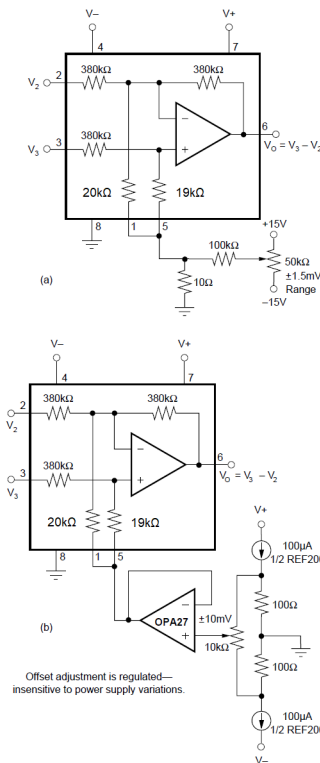 V– V+
4 7
380kΩ 380kΩ
V2 2
380kΩ
V3 3
6
VO = V3 – V2
20kΩ 19kΩ
8 1 5
+15V
100kΩ
50kΩ
±1.5mV
Range
10Ω
–15V
(a)
V– V+
4 7
380kΩ 380kΩ
2
V2
380kΩ
3
V3
6
VO = V3 – V2
20kΩ 19kΩ
8 1 5
V+
100µA
1/2 REF200
100Ω
OPA27
±10mV
10kΩ
100Ω
(b)
Offset adjustment is regulated—
insensitive to power supply variations.
100µA
1/2 REF200
V–